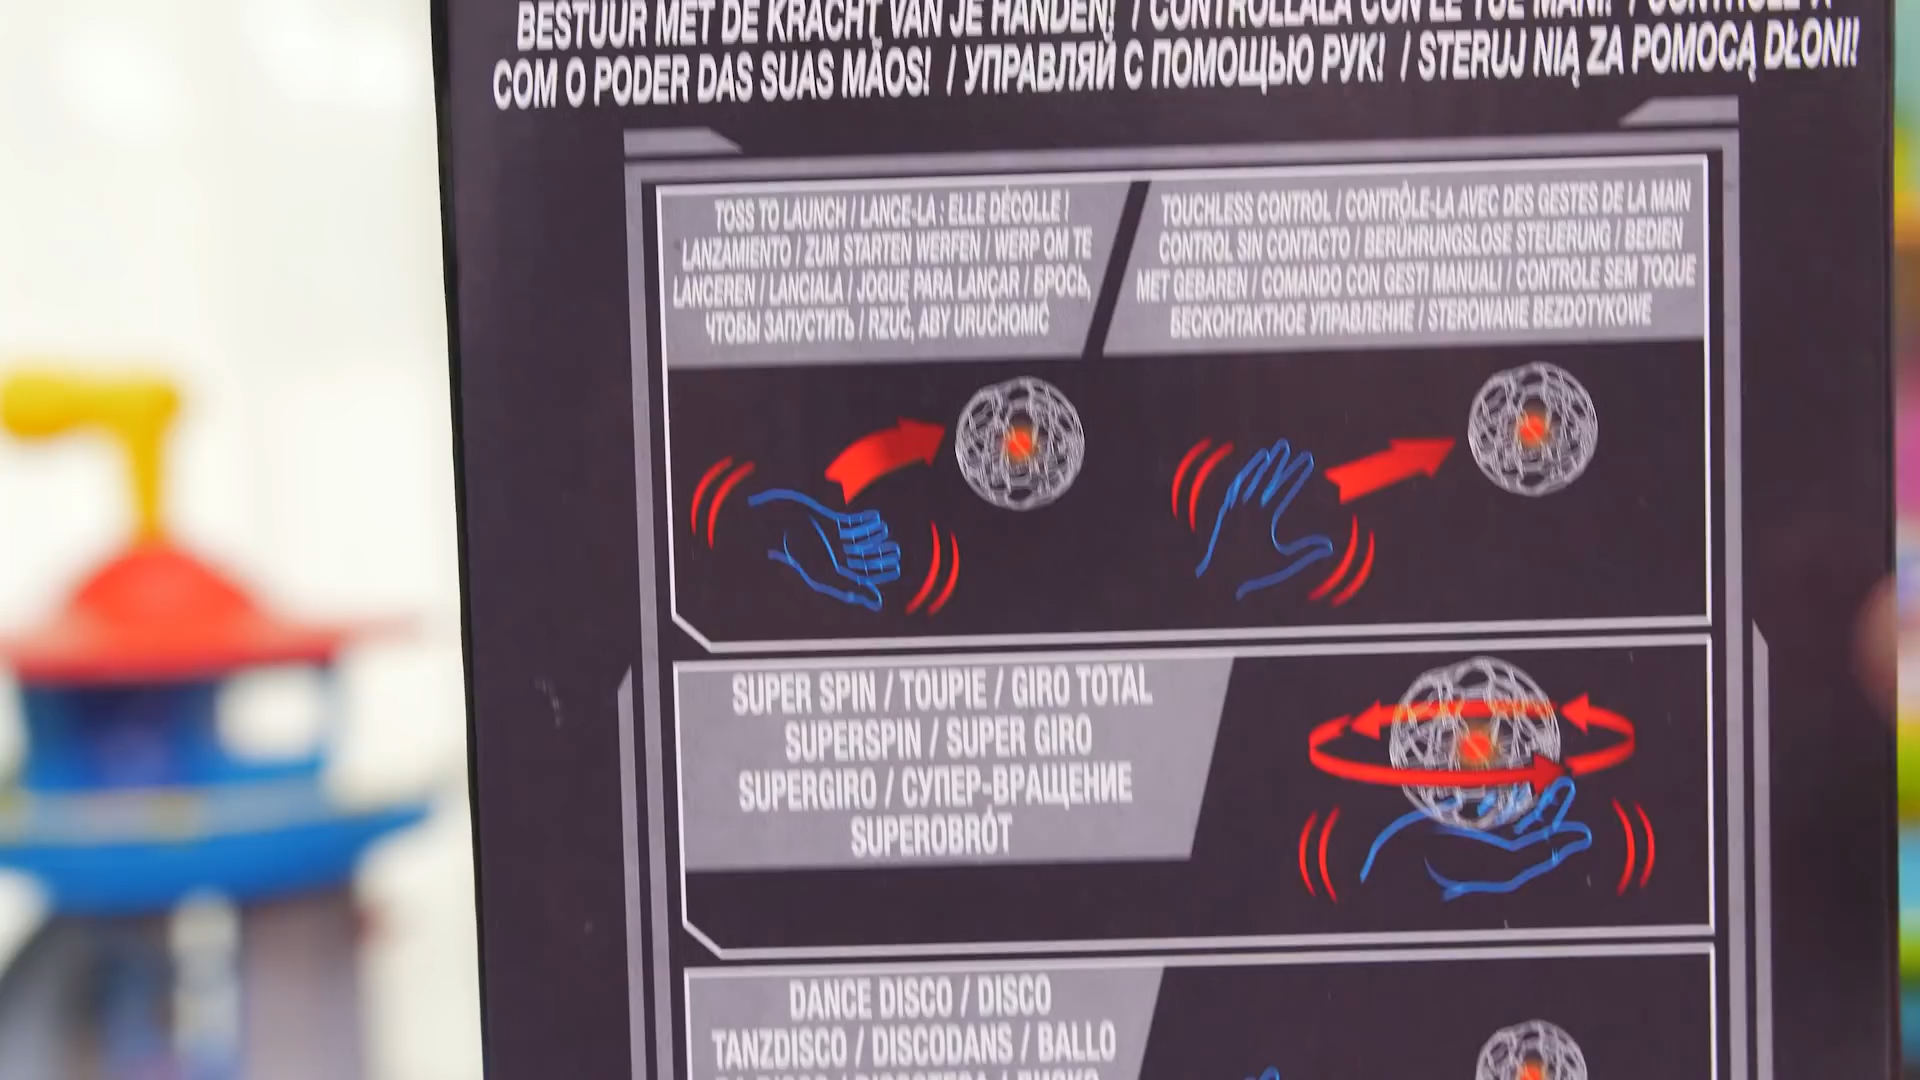 BESTUUR MET DE KRACHT VAN JE HANDEN! / CONTROLLALA CON LE TUE MANI! /
COM O PODER DAS SUAS MÃOS! / УПРАВЛЯЙ С ПОМОЩЬЮ РУК! / STERUJ NIĄ ZA POMOCĄ DŁONI!
TOSS TO LAUNCH / LANCE-LA : ELLE DÉCOLLE !
LANZAMIENTO / ZUM STARTEN WERFEN / WERP OM TE
LANCEREN / LANCIALA / JOGUE PARA LANÇAR / БРОСЬ,
ЧТОБЫ ЗАПУСТИТЬ / RZUĆ, ABY URUCHOMIĆ
TOUCHLESS CONTROL / CONTRÔLE-LA AVEC DES GESTES DE LA MAIN
CONTROL SIN CONTACTO / BERÜHRUNGSLOSE STEUERUNG / BEDIEN
MET GEBAREN / COMANDO CON GESTI MANUALI / CONTROLE SEM TOQUE
БЕСКОНТАКТНОЕ УПРАВЛЕНИЕ / STEROWANIE BEZDOTYKOWE
SUPER SPIN / TOUPIE / GIRO TOTAL
SUPERSPIN / SUPER GIRO
SUPERGIRO / СУПЕР-ВРАЩЕНИЕ
SUPEROBRÓT
DANCE DISCO / DISCO
TANZDISCO / DISCODANS / BALLO